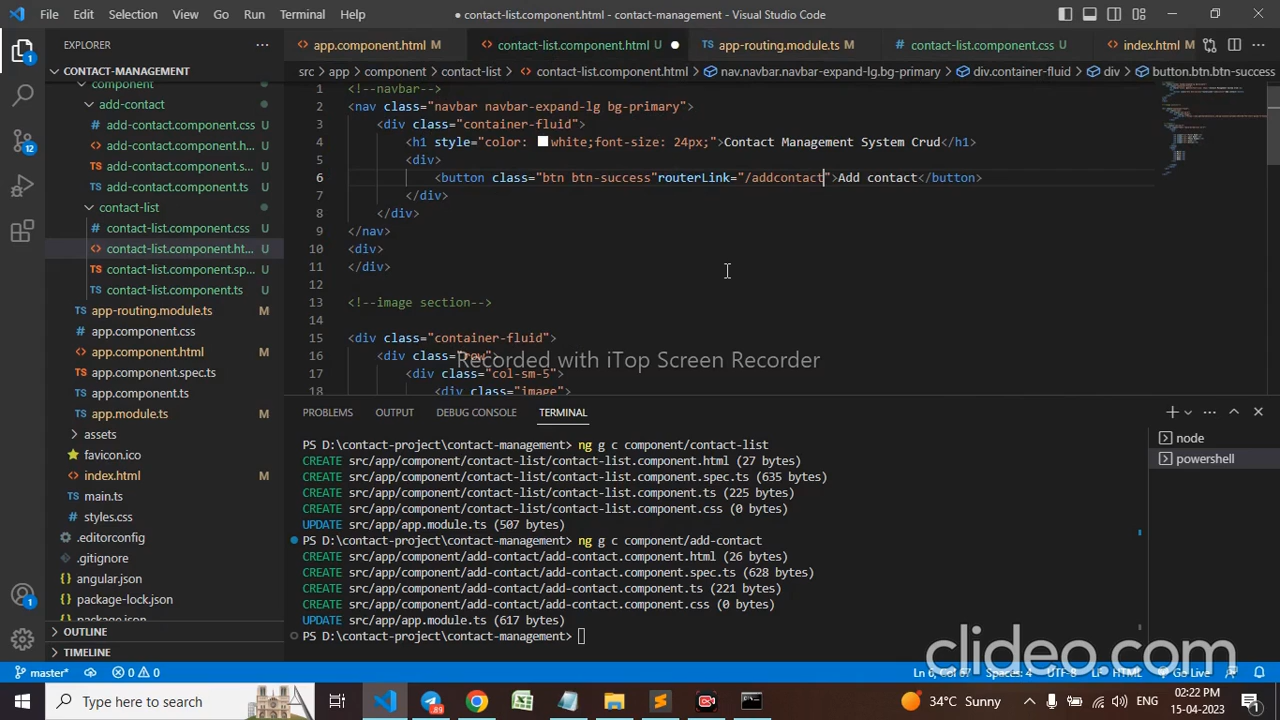 File Edit Selection View Go Run Terminal Help
● contact-list.component.html - contact-management - Visual Studio Code
EXPLORER
CONTACT-MANAGEMENT
component
add-contact
add-contact.component.css U
add-contact.component.h... U
add-contact.component.s... U
add-contact.component.ts U
contact-list
contact-list.component.css U
contact-list.component.ht... U
contact-list.component.sp... U
contact-list.component.ts U
app-routing.module.ts M
app.component.css
app.component.html M
app.component.spec.ts
app.component.ts
app.module.ts M
assets
favicon.ico
index.html M
main.ts
styles.css
.editorconfig
.gitignore
angular.json
package-lock.json
package.json
OUTLINE
TIMELINE
app.component.html M
contact-list.component.html U ●
app-routing.module.ts M
contact-list.component.css U
index.html M
src > app > component > contact-list > contact-list.component.html > nav.navbar.navbar-expand-lg.bg-primary > div.container-fluid > div > button.btn.btn-success
1 <!--navbar-->
2 <nav class="navbar navbar-expand-lg bg-primary">
3 <div class="container-fluid">
4 <h1 style="color: white;font-size: 24px;">Contact Management System Crud</h1>
5 <div>
6 <button class="btn btn-success"routerLink="/addcontact">Add contact</button>
7 </div>
8 </div>
9 </nav>
10 <div>
11 </div>
12
13 <!--image section-->
14
15 <div class="container-fluid">
16 <div class="row">
17 <div class="col-sm-5">
18 <div class="image">
Recorded with iTop Screen Recorder
PROBLEMS OUTPUT DEBUG CONSOLE TERMINAL
PS D:\contact-project\contact-management> ng g c component/contact-list
CREATE src/app/component/contact-list/contact-list.component.html (27 bytes)
CREATE src/app/component/contact-list/contact-list.component.spec.ts (635 bytes)
CREATE src/app/component/contact-list/contact-list.component.ts (225 bytes)
CREATE src/app/component/contact-list/contact-list.component.css (0 bytes)
UPDATE src/app/app.module.ts (507 bytes)
PS D:\contact-project\contact-management> ng g c component/add-contact
CREATE src/app/component/add-contact/add-contact.component.html (26 bytes)
CREATE src/app/component/add-contact/add-contact.component.spec.ts (628 bytes)
CREATE src/app/component/add-contact/add-contact.component.ts (221 bytes)
CREATE src/app/component/add-contact/add-contact.component.css (0 bytes)
UPDATE src/app/app.module.ts (617 bytes)
PS D:\contact-project\contact-management>
node
powershell
clideo.com
1
12
1
master* 0 0
Ln 6, Col 67 Spaces: 4 UTF-8 LF HTML Go Live
Type here to search
89
34°C Sunny
ENG
02:22 PM
15-04-2023
1